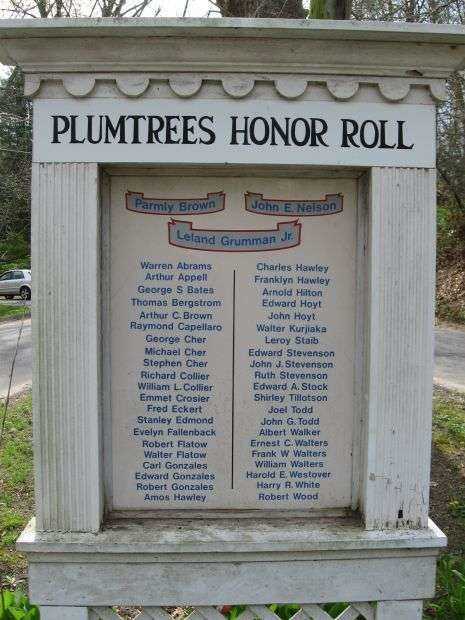 PLUMTREES HONOR ROLL
Parmly Brown
John E. Nelson
Leland Grumman Jr.
Warren Abrams
Arthur Appell
George S Bates
Thomas Bergstrom
Arthur C. Brown
Raymond Capellaro
George Cher
Michael Cher
Stephen Cher
Richard Collier
William L. Collier
Emmet Crosier
Fred Eckert
Stanley Edmond
Evelyn Fallenback
Robert Flatow
Walter Flatow
Carl Gonzales
Edward Gonzales
Robert Gonzales
Amos Hawley
Charles Hawley
Franklyn Hawley
Arnold Hilton
Edward Hoyt
John Hoyt
Walter Kurjiaka
Leroy Staib
Edward Stevenson
John J. Stevenson
Ruth Stevenson
Edward A. Stock
Shirley Tillotson
Joel Todd
John G. Todd
Albert Walker
Ernest C. Walters
Frank W Walters
William Walters
Harold E. Westover
Harry R. White
Robert Wood